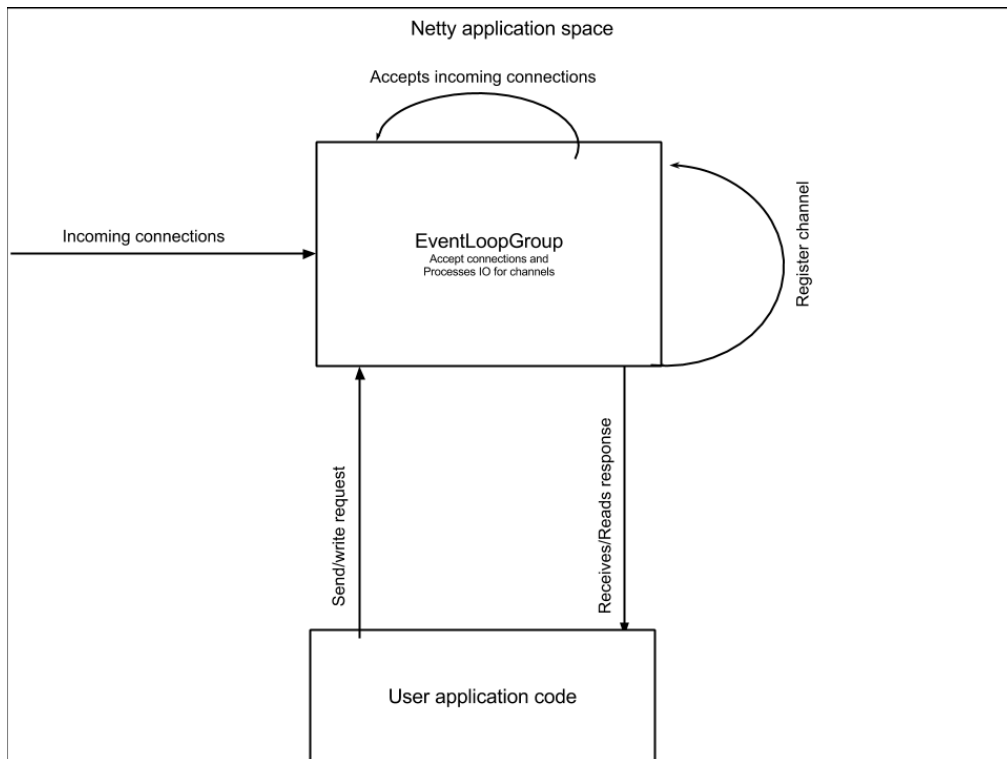 Netty application space
Accepts incoming connections
Incoming connections
EventLoopGroup
Accept connections and
Processes IO for channels
Register channel
Send/write request
Receives/Reads response
User application code